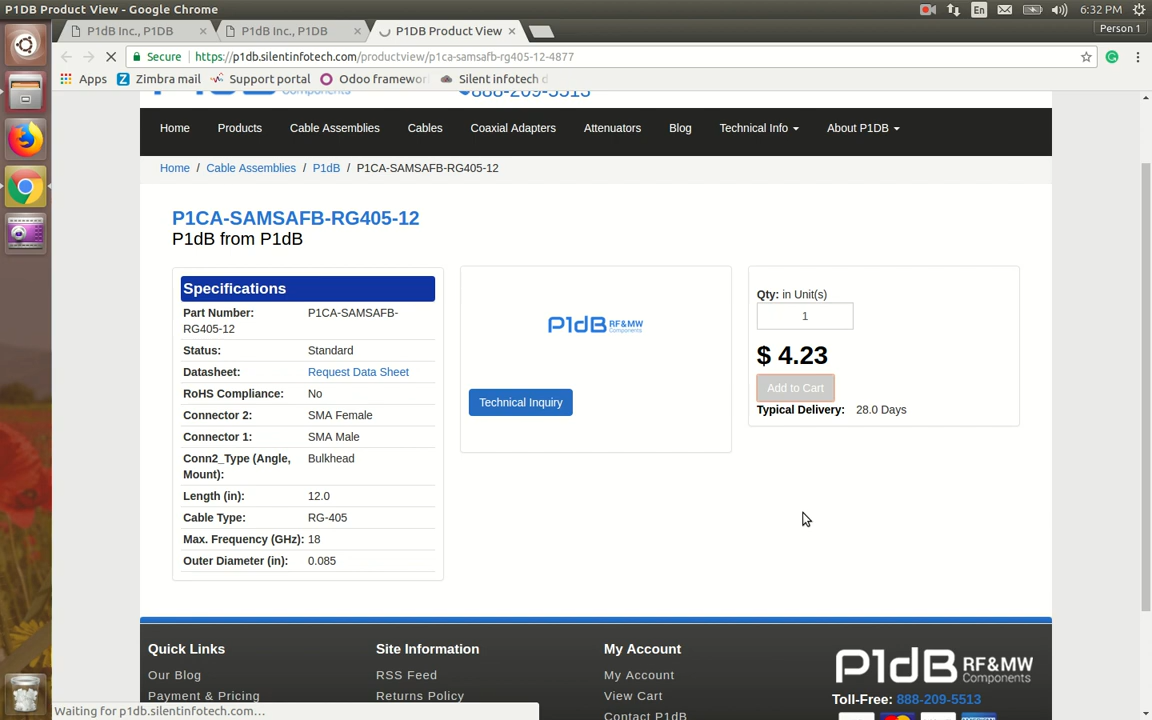 P1DB Product View - Google Chrome
En
6:32 PM
P1dB Inc., P1DB
P1dB Inc., P1DB
P1DB Product View
Person 1
Secure
https://p1db.silentinfotech.com/productview/p1ca-samsafb-rg405-12-4877
Apps
Zimbra mail
Support portal
Odoo framewor
Silent infotech d
888-209-5513
Home
Products
Cable Assemblies
Cables
Coaxial Adapters
Attenuators
Blog
Technical Info
About P1DB
Home / Cable Assemblies / P1dB / P1CA-SAMSAFB-RG405-12
P1CA-SAMSAFB-RG405-12
P1dB from P1dB
Specifications
Part Number: P1CA-SAMSAFB-
RG405-12
Status: Standard
Datasheet: Request Data Sheet
RoHS Compliance: No
Connector 2: SMA Female
Connector 1: SMA Male
Conn2_Type (Angle, Bulkhead
Mount):
Length (in): 12.0
Cable Type: RG-405
Max. Frequency (GHz): 18
Outer Diameter (in): 0.085
P1dB RF&MW
Components
Technical Inquiry
Qty: in Unit(s)
1
$ 4.23
Add to Cart
Typical Delivery: 28.0 Days
Quick Links
Our Blog
Payment & Pricing
Site Information
RSS Feed
Returns Policy
My Account
My Account
View Cart
Contact P1dB
P1dB RF&MW
Components
Toll-Free: 888-209-5513
Waiting for p1db.silentinfotech.com...